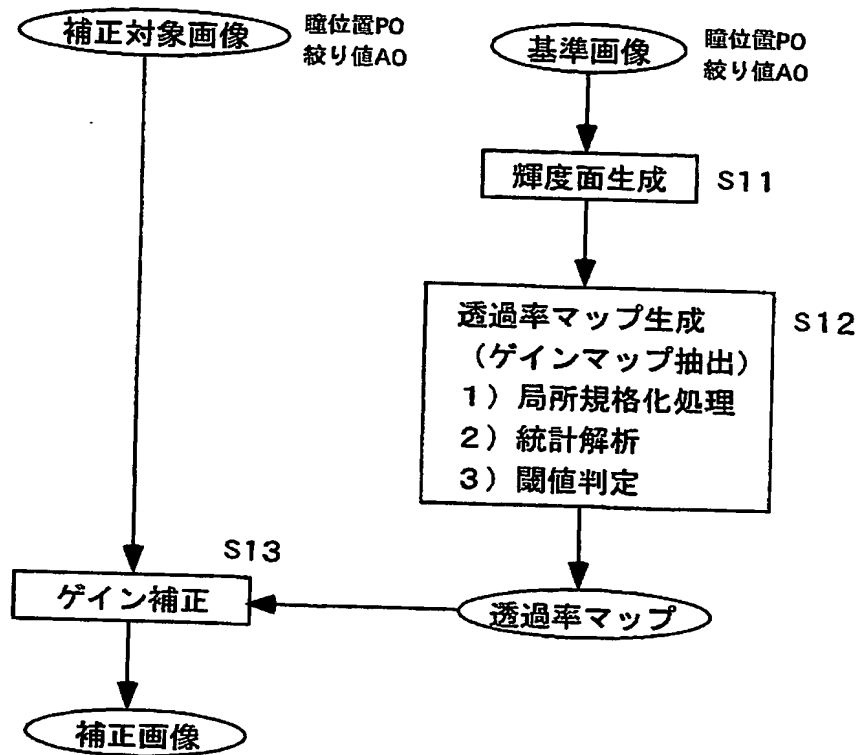 補正対象画像
瞳位置P0
絞り値A0
基準画像
瞳位置P0
絞り値A0
輝度面生成
S11
透過率マップ生成
(ゲインマップ抽出)
1)局所規格化処理
2)統計解析
3)閾値判定
S12
S13
ゲイン補正
透過率マップ
補正画像